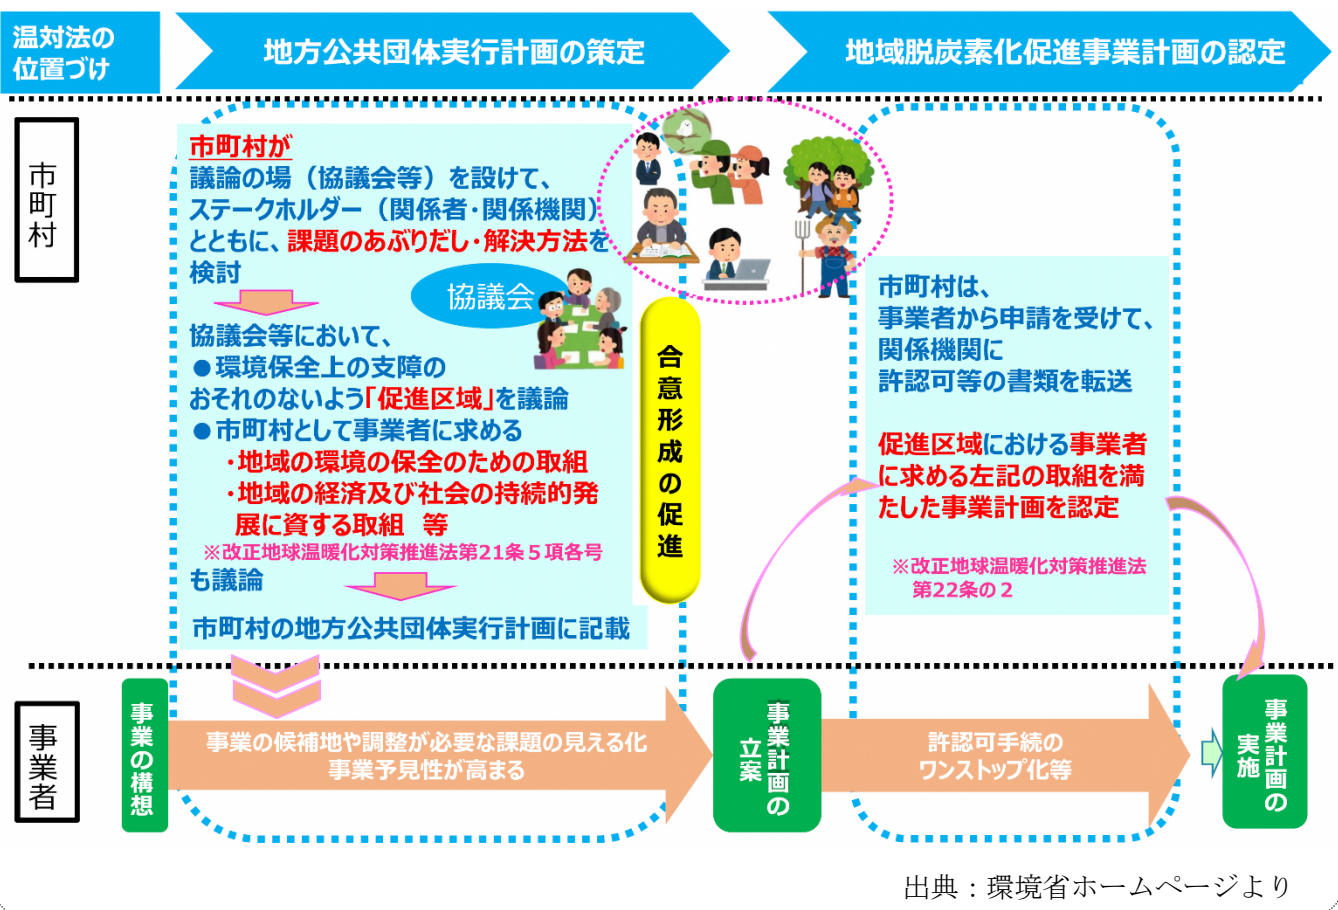 温対法の
位置づけ
地方公共団体実行計画の策定
地域脱炭素化促進事業計画の認定
市町村
市町村が
議論の場（協議会等）を設けて、
ステークホルダー（関係者・関係機関）
とともに、課題のあぶりだし・解決方法を
検討
協議会
協議会等において、
●環境保全上の支障の
おそれのないよう「促進区域」を議論
●市町村として事業者に求める
・地域の環境の保全のための取組
・地域の経済及び社会の持続的発
展に資する取組　等
※改正地球温暖化対策推進法第21条５項各号
も議論
市町村の地方公共団体実行計画に記載
合意形成の促進
市町村は、
事業者から申請を受けて、
関係機関に
許認可等の書類を転送
促進区域における事業者
に求める左記の取組を満
たした事業計画を認定
※改正地球温暖化対策推進法
第22条の２
事業者
事業の構想
事業の候補地や調整が必要な課題の見える化
事業予見性が高まる
事業計画の
立案
許認可手続の
ワンストップ化等
事業計画の
実施
出典：環境省ホームページより